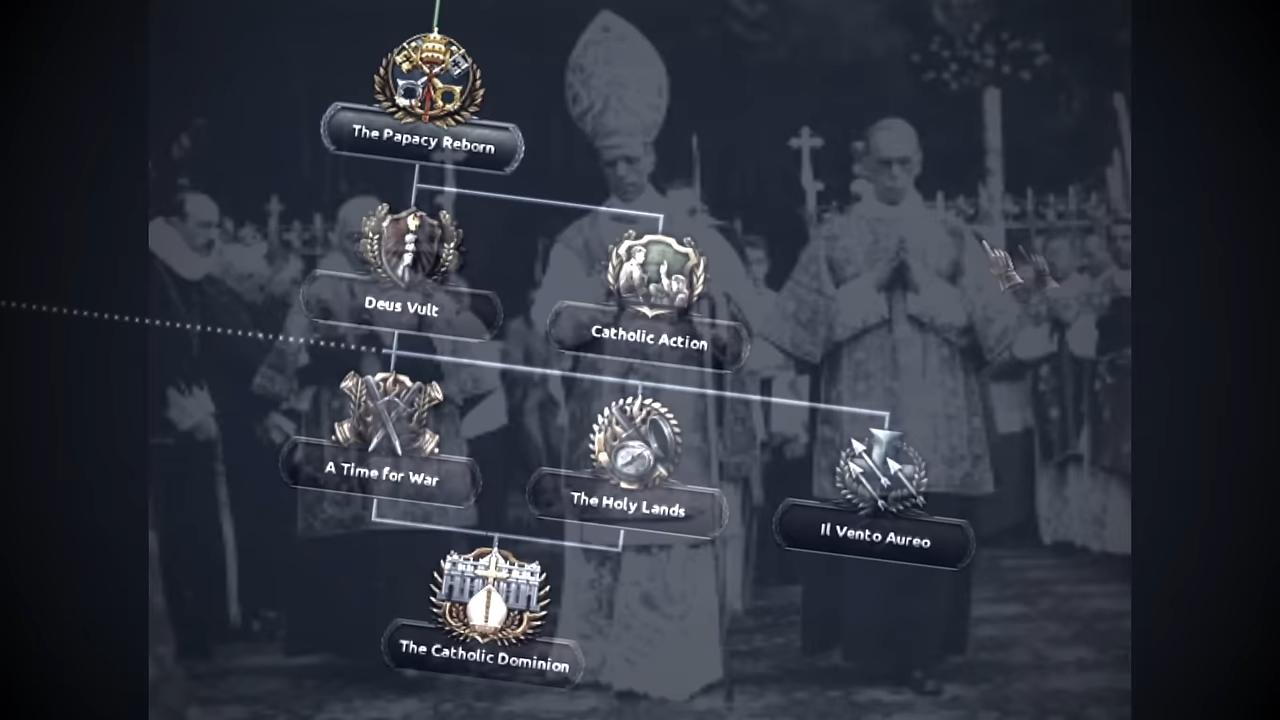 The Papacy Reborn
Deus Vult
Catholic Action
A Time for War
The Holy Lands
Il Vento Aureo
The Catholic Dominion